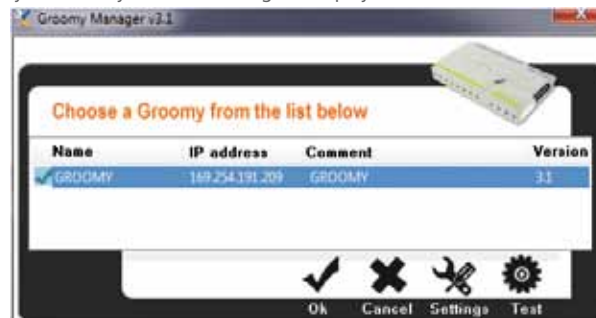 Groomy Manager v3.1
Choose a Groomy from the list below
Name IP address Comment Version
GROOMY 169.254.191.209 GROOMY 3.1
Ok Cancel Settings Test